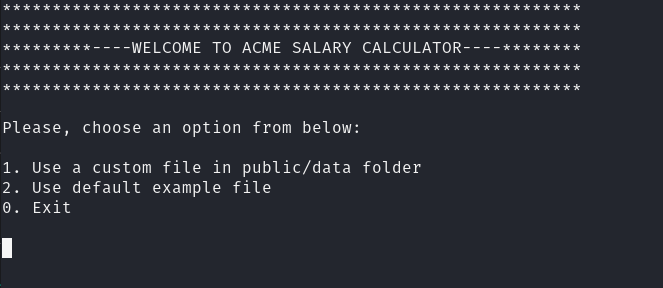 **********************************************************
**********************************************************
*********----WELCOME TO ACME SALARY CALCULATOR----********
**********************************************************
**********************************************************
Please, choose an option from below:
1. Use a custom file in public/data folder
2. Use default example file
0. Exit